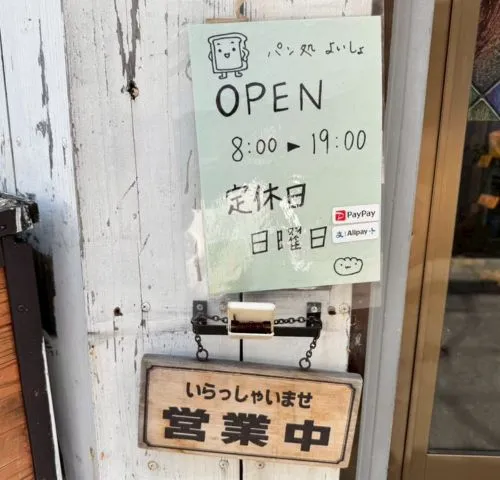 パン処 よいしょ
OPEN
8:00 ► 19:00
定休日
PayPay
日曜日
Alipay+
いらっしゃいませ
営業中